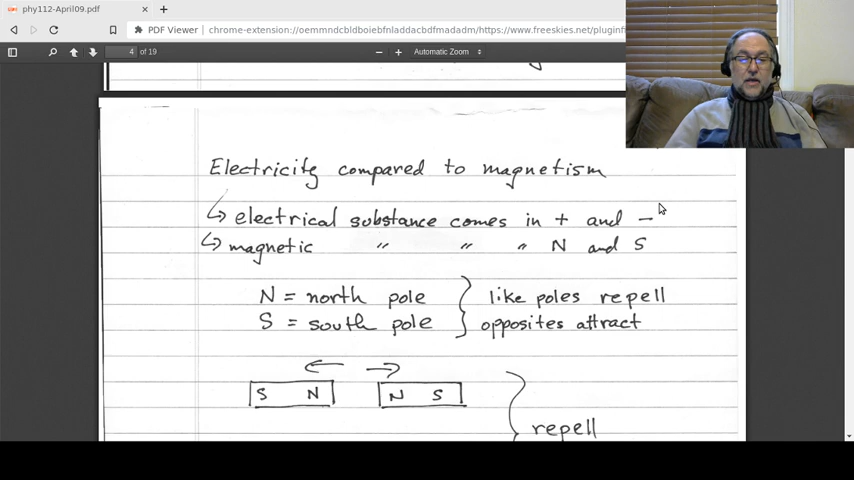 phy112-April09.pdf
PDF Viewer chrome-extension://oemmndcbldboiebfnladdacbdfmadadm/https://www.freeskies.net/pluginfi
4 of 19
Automatic Zoom
Electricity compared to magnetism
↳ electrical substance comes in + and −
↳ magnetic " " " N and S
N = north pole } like poles repell
S = south pole } opposites attract
← →
S N N S } repell